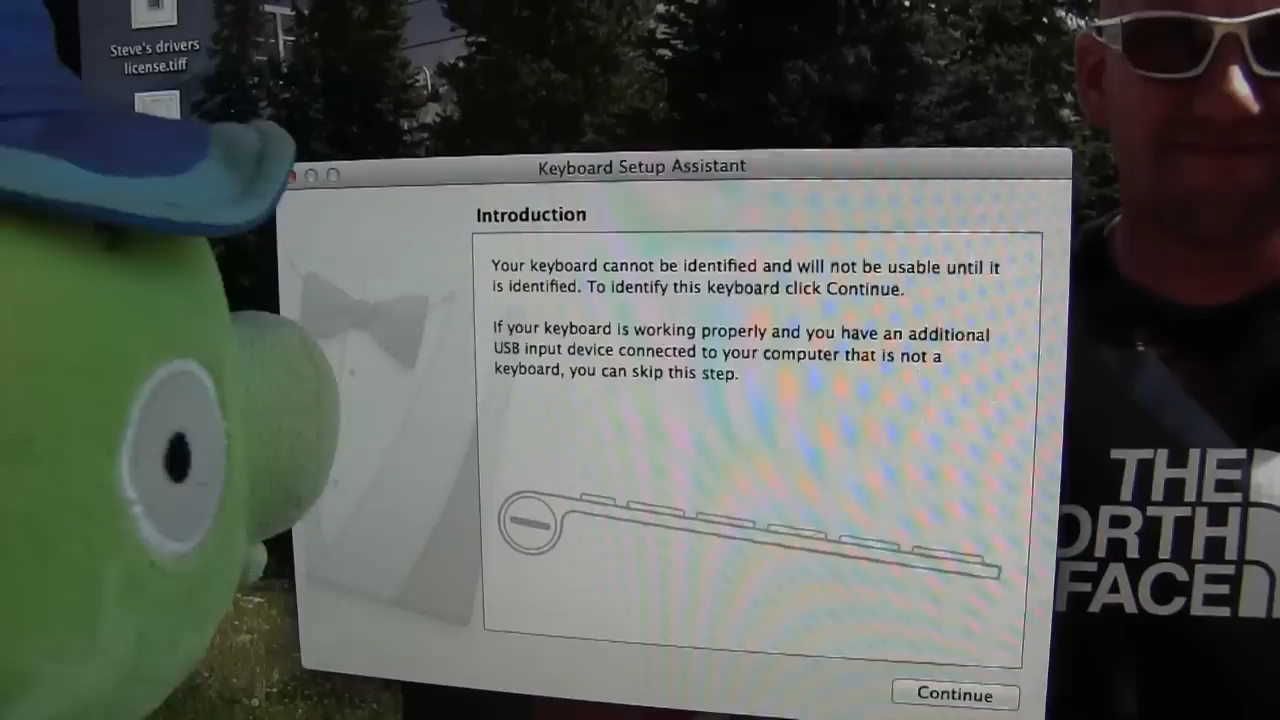 Steve's drivers
license.tiff
Keyboard Setup Assistant
Introduction
Your keyboard cannot be identified and will not be usable until it
is identified. To identify this keyboard click Continue.
If your keyboard is working properly and you have an additional
USB input device connected to your computer that is not a
keyboard, you can skip this step.
Continue
THE
ORTH
FACE